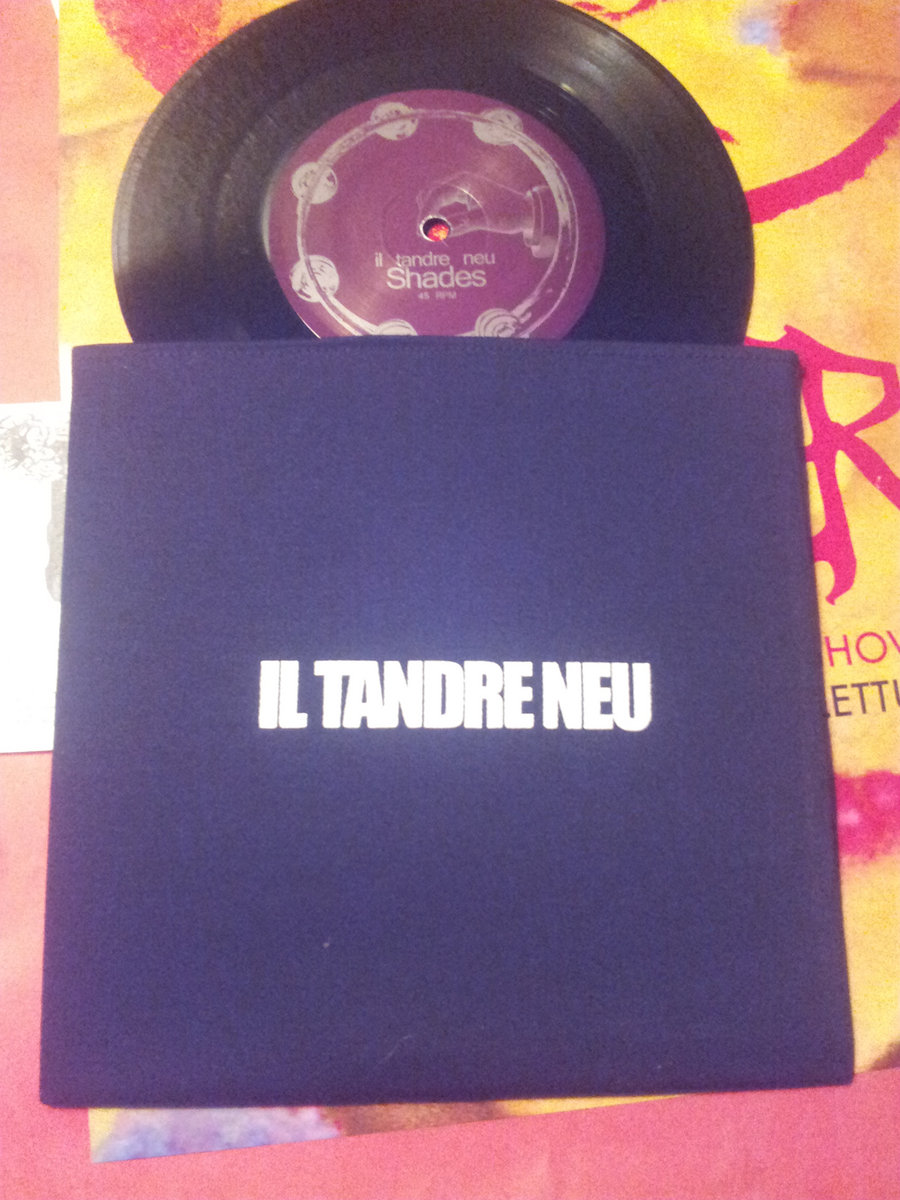 il tandre neu
Shades
45 RPM
IL TANDRE NEU